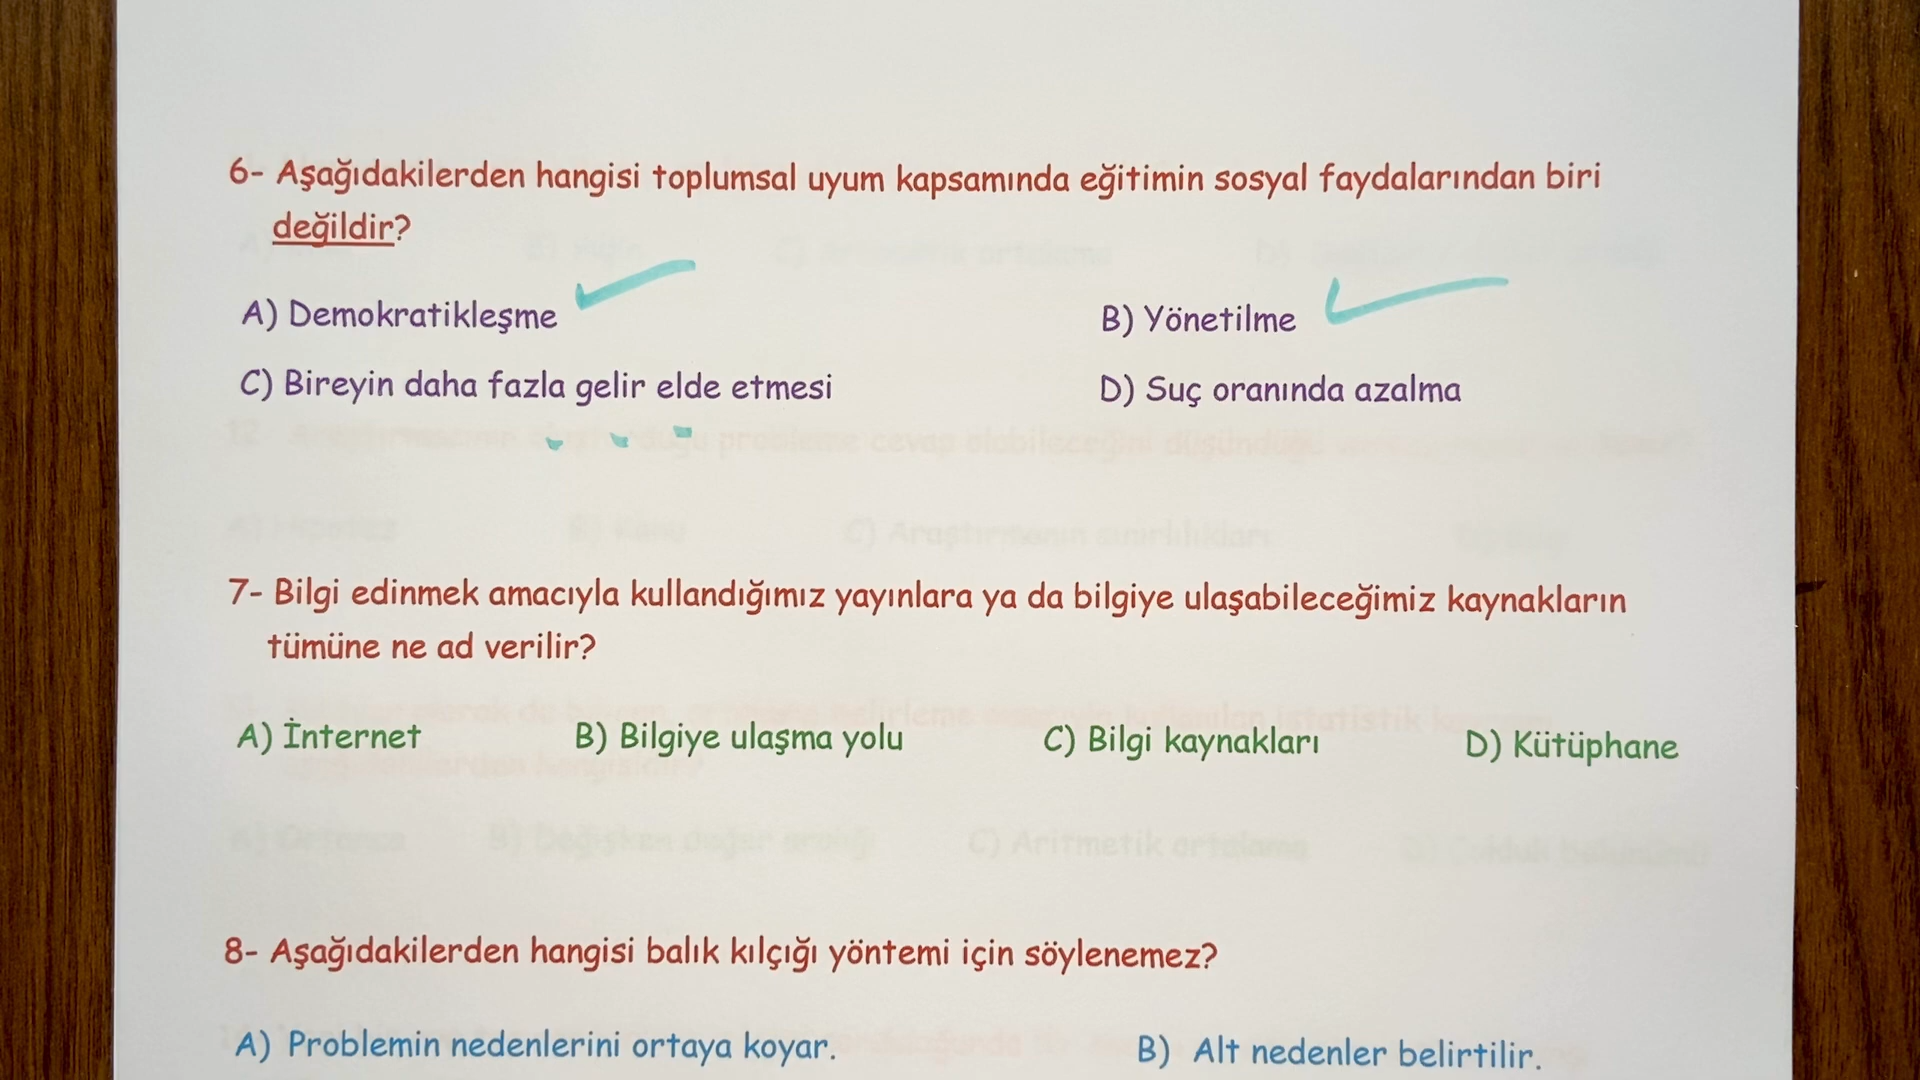 6- Aşağıdakilerden hangisi toplumsal uyum kapsamında eğitimin sosyal faydalarından biri
değildir?
A) Demokratikleşme B) Yönetilme
C) Bireyin daha fazla gelir elde etmesi D) Suç oranında azalma
7- Bilgi edinmek amacıyla kullandığımız yayınlara ya da bilgiye ulaşabileceğimiz kaynakların
tümüne ne ad verilir?
A) İnternet B) Bilgiye ulaşma yolu C) Bilgi kaynakları D) Kütüphane
8- Aşağıdakilerden hangisi balık kılçığı yöntemi için söylenemez?
A) Problemin nedenlerini ortaya koyar. B) Alt nedenler belirtilir.